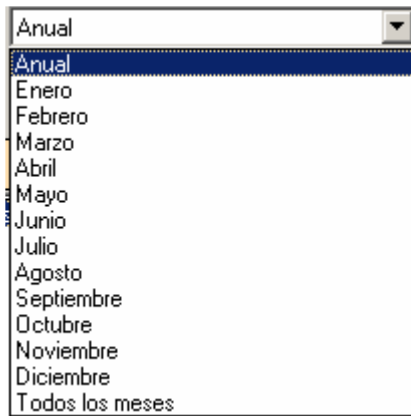 Anual
Anual
Enero
Febrero
Marzo
Abril
Mayo
Junio
Julio
Agosto
Septiembre
Octubre
Noviembre
Diciembre
Todos los meses